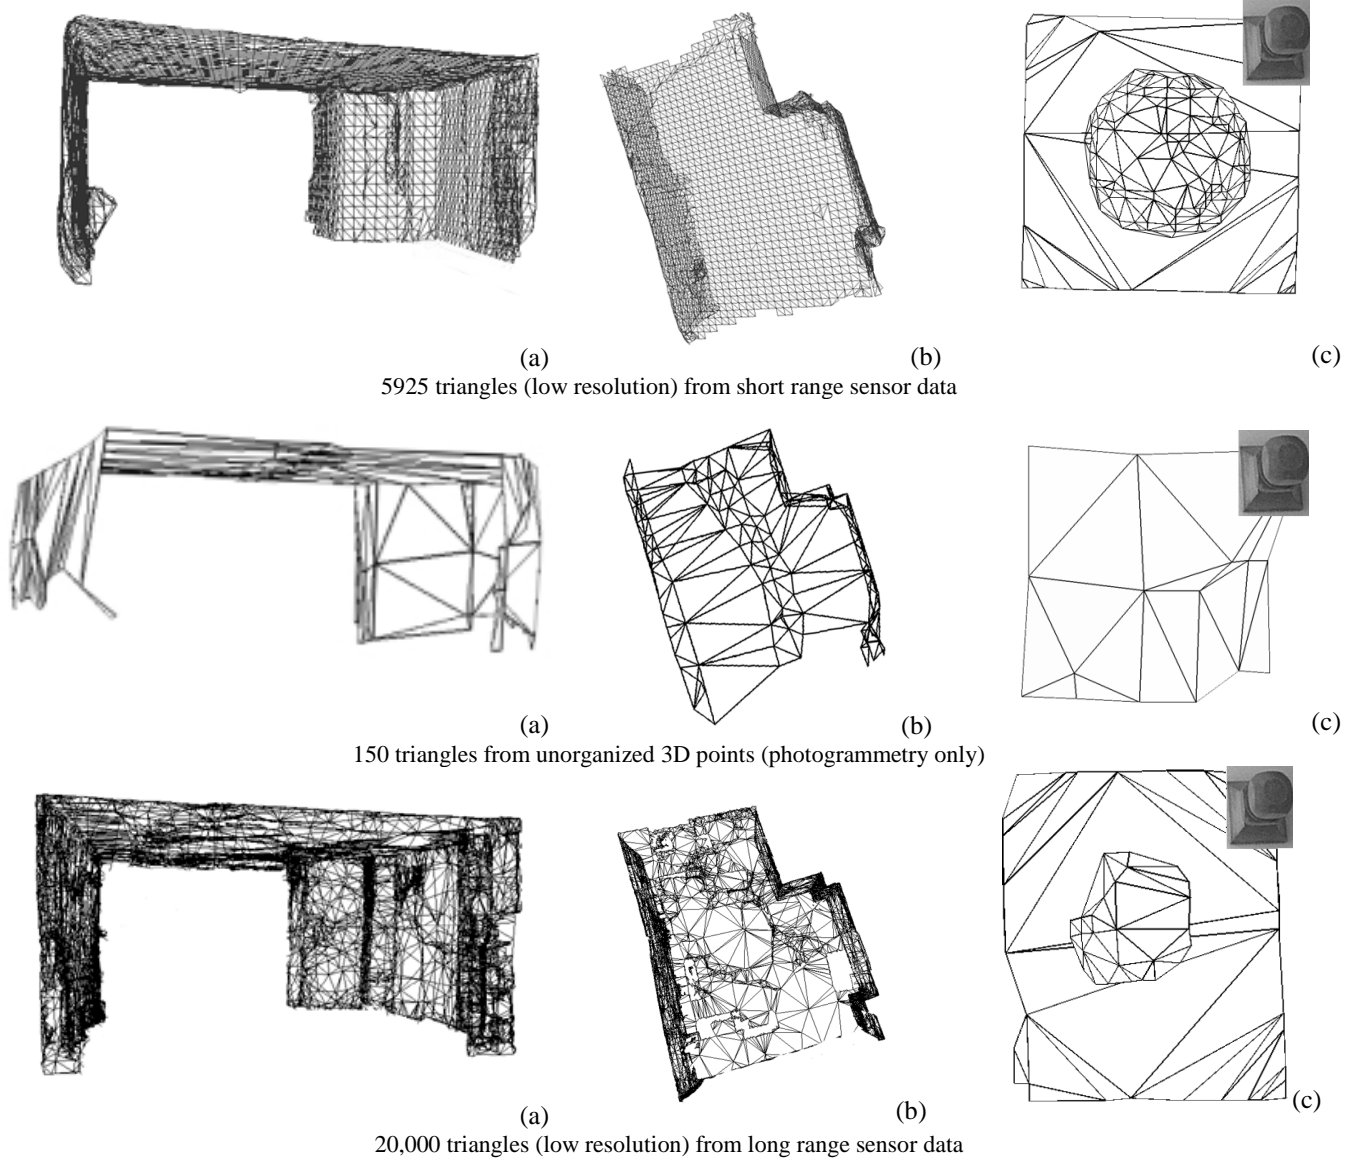 (a) (b) (c)
5925 triangles (low resolution) from short range sensor data
(a) (b) (c)
150 triangles from unorganized 3D points (photogrammetry only)
(a) (b) (c)
20,000 triangles (low resolution) from long range sensor data